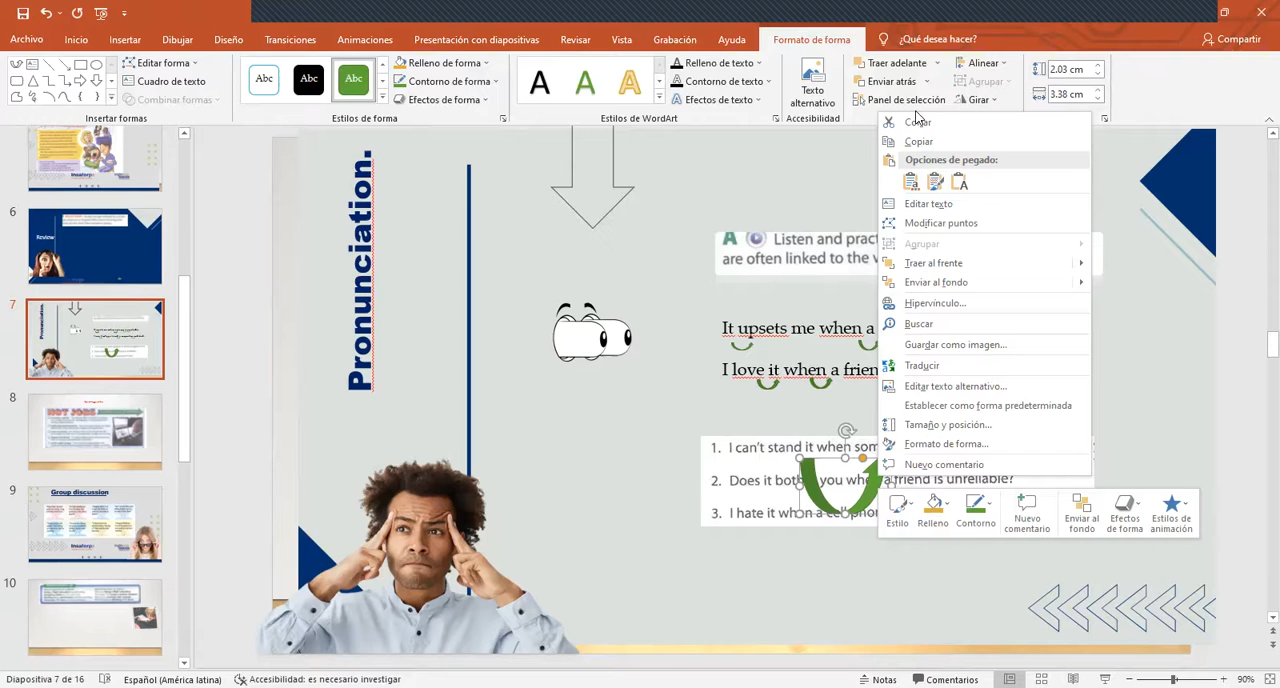 Archivo Inicio Insertar Dibujar Diseño Transiciones Animaciones Presentación con diapositivas Revisar Vista Grabación Ayuda Formato de forma ¿Qué desea hacer? Compartir
Editar forma
Cuadro de texto
Combinar formas
Insertar formas
Abc Abc Abc
Relleno de forma
Contorno de forma
Efectos de forma
Estilos de forma
A A A
Relleno de texto
Contorno de texto
Efectos de texto
Estilos de WordArt
Texto
alternativo
Accesibilidad
Traer adelante
Enviar atrás
Panel de selección
Alinear
Agrupar
Girar
2.03 cm
3.38 cm
6
Review
7
8
HOT JOBS
9
Group discussion
10
Pronunciation.
A Listen and pract
are often linked to the v
It upsets me when a
I love it when a frien
1. I can't stand it when som
2. Does it both you whe a friend is unreliable?
3. I hate it wh n a c phor
Copiar
Opciones de pegado:
Editar texto
Modificar puntos
Agrupar
Traer al frente
Enviar al fondo
Hipervínculo...
Buscar
Guardar como imagen...
Traducir
Editar texto alternativo...
Establecer como forma predeterminada
Tamaño y posición...
Formato de forma...
Nuevo comentario
Estilo
Relleno
Contorno
Nuevo
comentario
Enviar al
fondo
Efectos
de forma
Estilos de
animación
Diapositiva 7 de 16 Español (América latina) Accesibilidad: es necesario investigar Notas Comentarios 90%